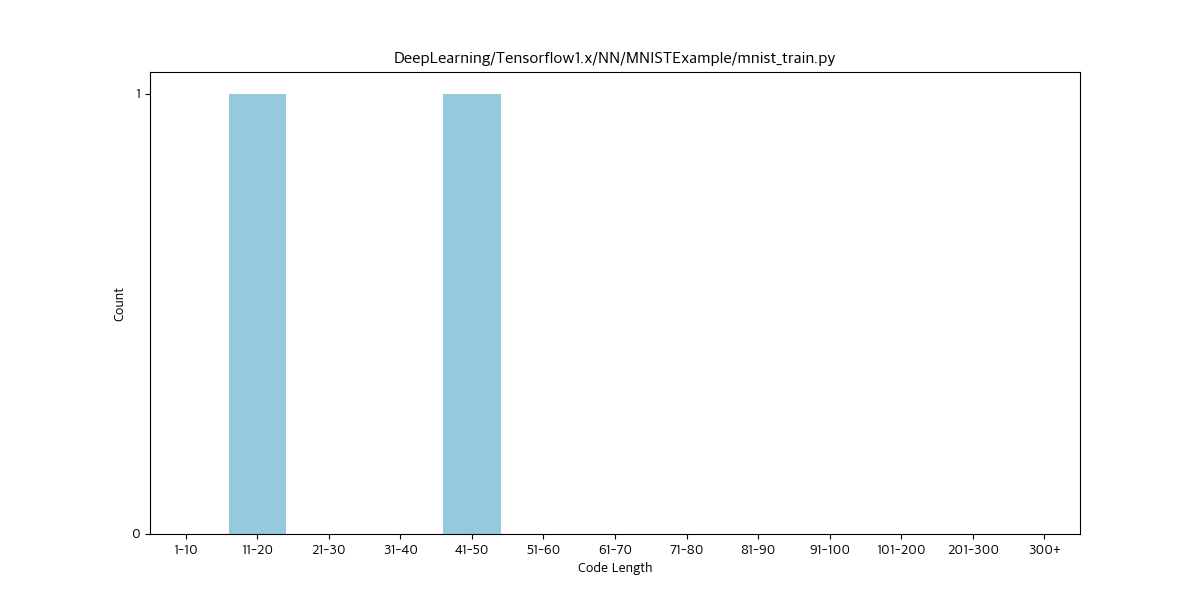 DeepLearning/Tensorflow1.x/NN/MNISTExample/mnist_train.py
1
Count
0
1-10 11-20 21-30 31-40 41-50 51-60 61-70 71-80 81-90 91-100 101-200 201-300 300+
Code Length